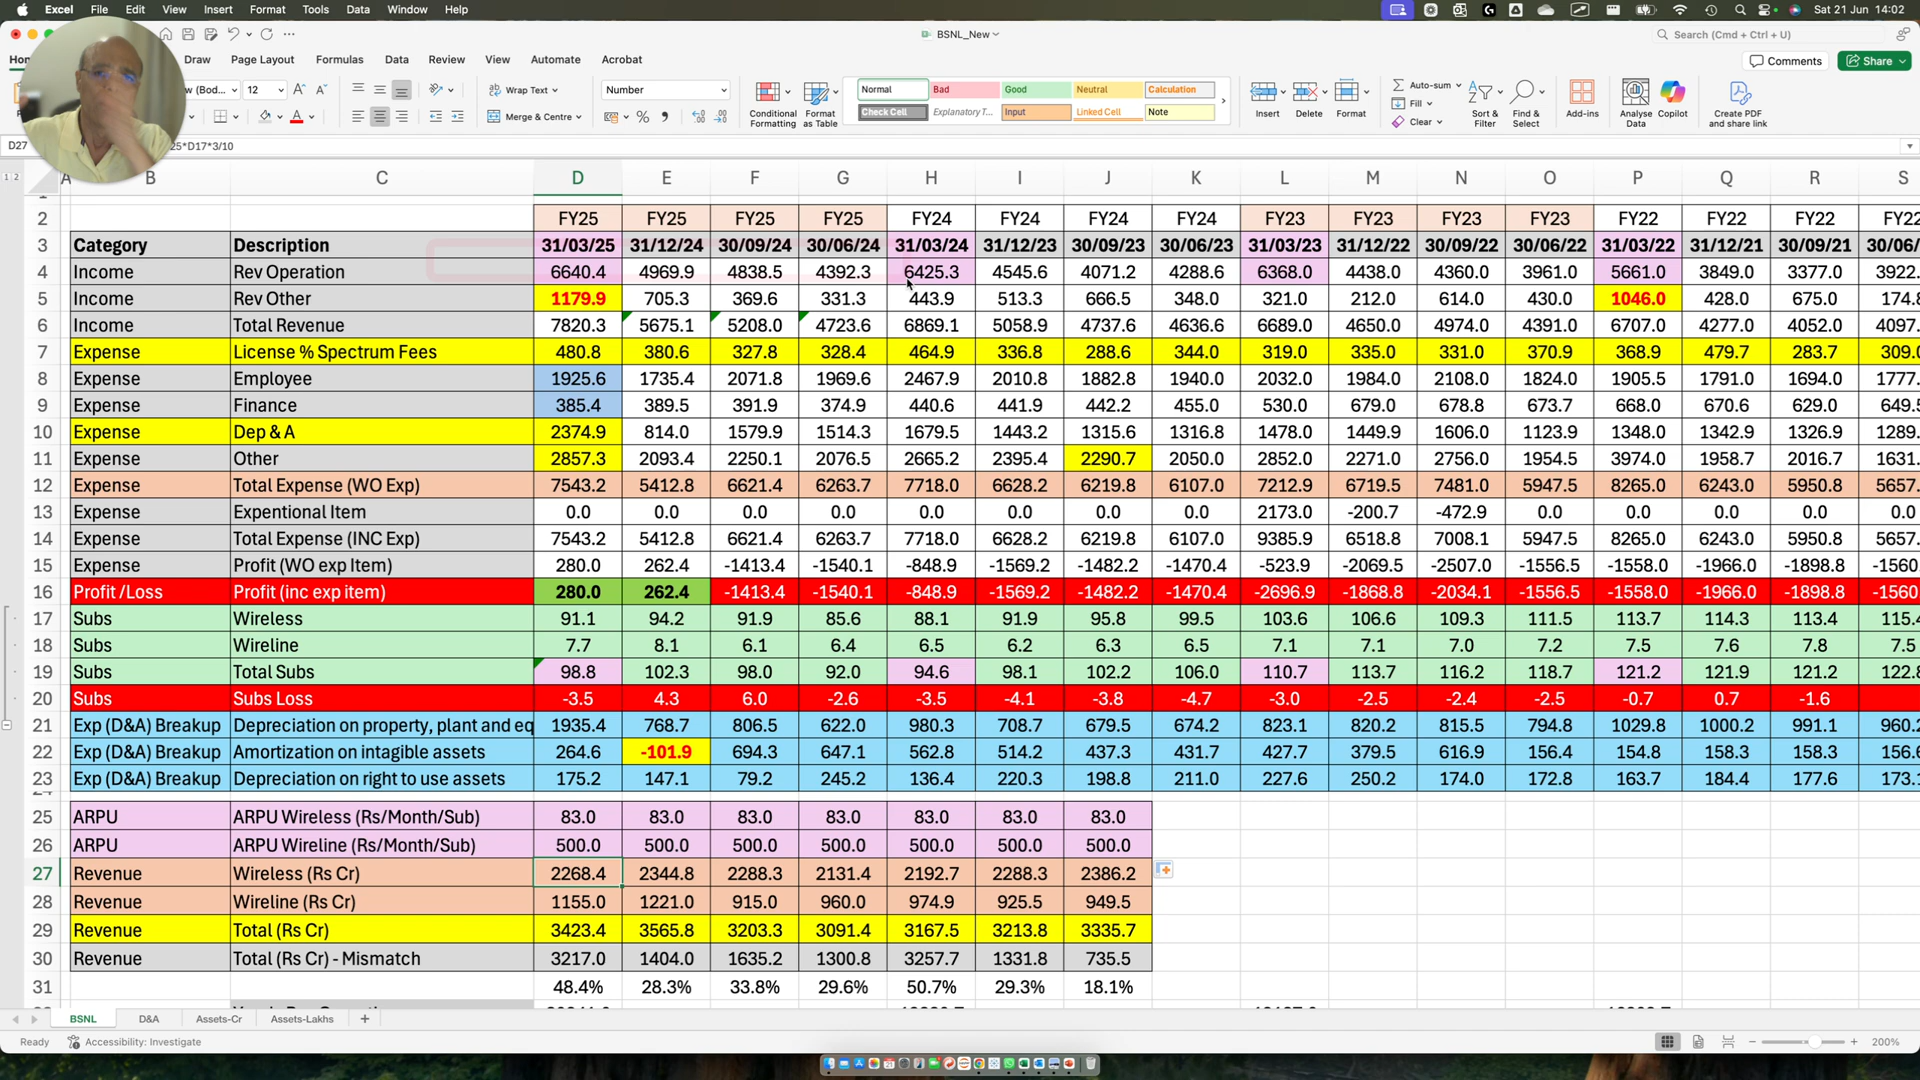 Excel File Edit View Insert Format Tools Data Window Help Sat 21 Jun 14:02
BSNL_New Search (Cmd + Ctrl + U)
Draw Page Layout Formulas Data Review View Automate Acrobat Comments Share
w (Bod... 12 Wrap Text Number Normal Bad Good Neutral Calculation Auto-sum
Merge & Centre Check Cell Explanatory T... Input Linked Cell Note Fill Clear
Conditional Formatting Format as Table Insert Delete Format Sort & Filter Find & Select Add-ins Analyse Data Copilot Create PDF and share link
D27 25*D17*3/10
1 2 A B C D E F G H I J K L M N O P Q R S
2 FY25 FY25 FY25 FY25 FY24 FY24 FY24 FY24 FY23 FY23 FY23 FY23 FY22 FY22 FY22 FY22
3 Category Description 31/03/25 31/12/24 30/09/24 30/06/24 31/03/24 31/12/23 30/09/23 30/06/23 31/03/23 31/12/22 30/09/22 30/06/22 31/03/22 31/12/21 30/09/21 30/06/
4 Income Rev Operation 6640.4 4969.9 4838.5 4392.3 6425.3 4545.6 4071.2 4288.6 6368.0 4438.0 4360.0 3961.0 5661.0 3849.0 3377.0 3922.
5 Income Rev Other 1179.9 705.3 369.6 331.3 443.9 513.3 666.5 348.0 321.0 212.0 614.0 430.0 1046.0 428.0 675.0 174.8
6 Income Total Revenue 7820.3 5675.1 5208.0 4723.6 6869.1 5058.9 4737.6 4636.6 6689.0 4650.0 4974.0 4391.0 6707.0 4277.0 4052.0 4097.
7 Expense License % Spectrum Fees 480.8 380.6 327.8 328.4 464.9 336.8 288.6 344.0 319.0 335.0 331.0 370.9 368.9 479.7 283.7 309.0
8 Expense Employee 1925.6 1735.4 2071.8 1969.6 2467.9 2010.8 1882.8 1940.0 2032.0 1984.0 2108.0 1824.0 1905.5 1791.0 1694.0 1777.
9 Expense Finance 385.4 389.5 391.9 374.9 440.6 441.9 442.2 455.0 530.0 679.0 678.8 673.7 668.0 670.6 629.0 649.5
10 Expense Dep & A 2374.9 814.0 1579.9 1514.3 1679.5 1443.2 1315.6 1316.8 1478.0 1449.9 1606.0 1123.9 1348.0 1342.9 1326.9 1289.
11 Expense Other 2857.3 2093.4 2250.1 2076.5 2665.2 2395.4 2290.7 2050.0 2852.0 2271.0 2756.0 1954.5 3974.0 1958.7 2016.7 1631.
12 Expense Total Expense (WO Exp) 7543.2 5412.8 6621.4 6263.7 7718.0 6628.2 6219.8 6107.0 7212.9 6719.5 7481.0 5947.5 8265.0 6243.0 5950.8 5657.
13 Expense Expentional Item 0.0 0.0 0.0 0.0 0.0 0.0 0.0 0.0 2173.0 -200.7 -472.9 0.0 0.0 0.0 0.0 0.0
14 Expense Total Expense (INC Exp) 7543.2 5412.8 6621.4 6263.7 7718.0 6628.2 6219.8 6107.0 9385.9 6518.8 7008.1 5947.5 8265.0 6243.0 5950.8 5657.
15 Expense Profit (WO exp Item) 280.0 262.4 -1413.4 -1540.1 -848.9 -1569.2 -1482.2 -1470.4 -523.9 -2069.5 -2507.0 -1556.5 -1558.0 -1966.0 -1898.8 -1560.
16 Profit /Loss Profit (inc exp item) 280.0 262.4 -1413.4 -1540.1 -848.9 -1569.2 -1482.2 -1470.4 -2696.9 -1868.8 -2034.1 -1556.5 -1558.0 -1966.0 -1898.8 -1560
17 Subs Wireless 91.1 94.2 91.9 85.6 88.1 91.9 95.8 99.5 103.6 106.6 109.3 111.5 113.7 114.3 113.4 115.4
18 Subs Wireline 7.7 8.1 6.1 6.4 6.5 6.2 6.3 6.5 7.1 7.1 7.0 7.2 7.5 7.6 7.8 7.5
19 Subs Total Subs 98.8 102.3 98.0 92.0 94.6 98.1 102.2 106.0 110.7 113.7 116.2 118.7 121.2 121.9 121.2 122.8
20 Subs Subs Loss -3.5 4.3 6.0 -2.6 -3.5 -4.1 -3.8 -4.7 -3.0 -2.5 -2.4 -2.5 -0.7 0.7 -1.6
21 Exp (D&A) Breakup Depreciation on property, plant and eq 1935.4 768.7 806.5 622.0 980.3 708.7 679.5 674.2 823.1 820.2 815.5 794.8 1029.8 1000.2 991.1 960.2
22 Exp (D&A) Breakup Amortization on intagible assets 264.6 -101.9 694.3 647.1 562.8 514.2 437.3 431.7 427.7 379.5 616.9 156.4 154.8 158.3 158.3 156.6
23 Exp (D&A) Breakup Depreciation on right to use assets 175.2 147.1 79.2 245.2 136.4 220.3 198.8 211.0 227.6 250.2 174.0 172.8 163.7 184.4 177.6 173.
25 ARPU ARPU Wireless (Rs/Month/Sub) 83.0 83.0 83.0 83.0 83.0 83.0 83.0
26 ARPU ARPU Wireline (Rs/Month/Sub) 500.0 500.0 500.0 500.0 500.0 500.0 500.0
27 Revenue Wireless (Rs Cr) 2268.4 2344.8 2288.3 2131.4 2192.7 2288.3 2386.2
28 Revenue Wireline (Rs Cr) 1155.0 1221.0 915.0 960.0 974.9 925.5 949.5
29 Revenue Total (Rs Cr) 3423.4 3565.8 3203.3 3091.4 3167.5 3213.8 3335.7
30 Revenue Total (Rs Cr) - Mismatch 3217.0 1404.0 1635.2 1300.8 3257.7 1331.8 735.5
31 48.4% 28.3% 33.8% 29.6% 50.7% 29.3% 18.1%
BSNL D&A Assets-Cr Assets-Lakhs
Ready Accessibility: Investigate 200%